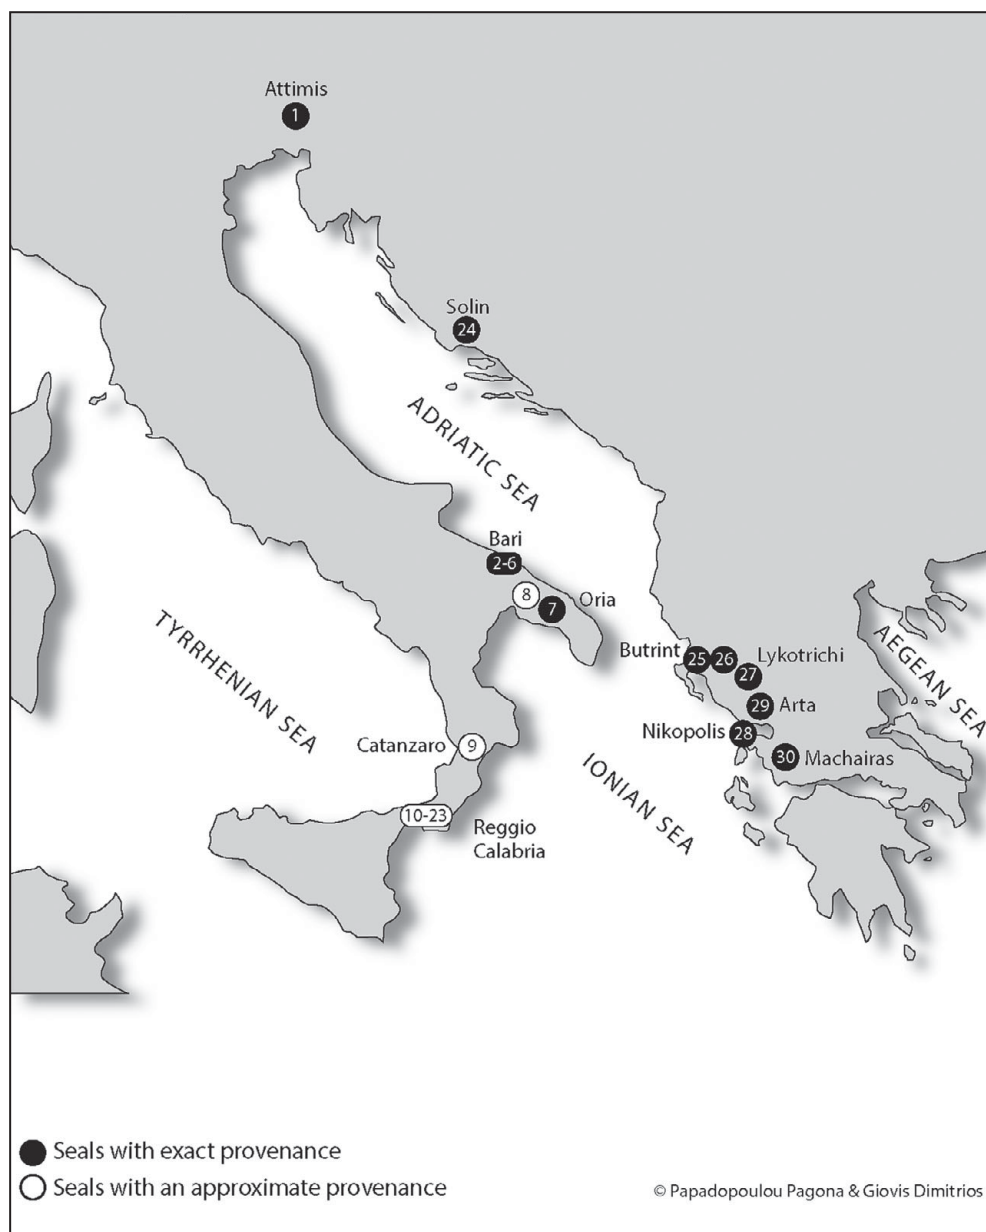 Attimis
1
Solin
24
ADRIATIC SEA
Bari
2-6
8
7
Oria
TYRRHENIAN SEA
AEGEAN SEA
Butrint
25
26
Lykotrichi
27
29
Arta
Nikopolis
28
Catanzaro
9
30
Machairas
IONIAN SEA
10-23
Reggio
Calabria
Seals with exact provenance
Seals with an approximate provenance
© Papadopoulou Pagona & Giovis Dimitrios